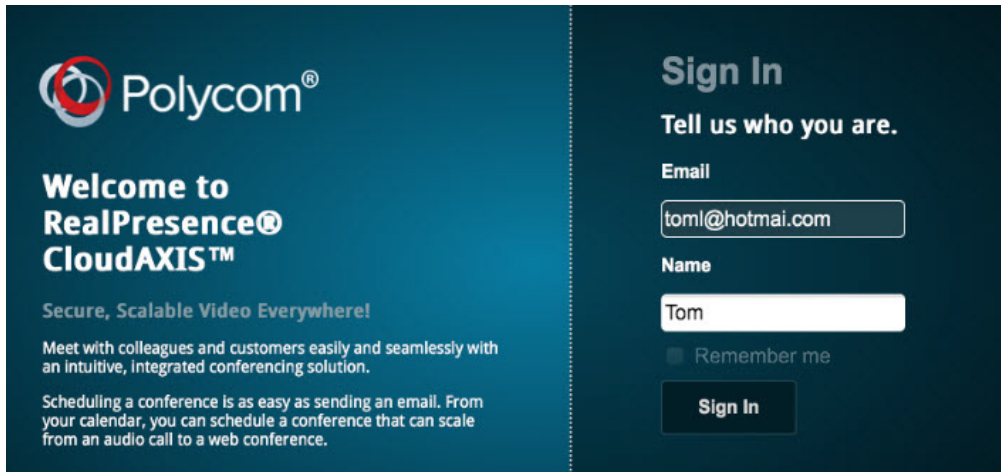 Polycom®
Welcome to
RealPresence®
CloudAXIS™
Secure, Scalable Video Everywhere!
Meet with colleagues and customers easily and seamlessly with
an intuitive, integrated conferencing solution.
Scheduling a conference is as easy as sending an email. From
your calendar, you can schedule a conference that can scale
from an audio call to a web conference.
Sign In
Tell us who you are.
Email
toml@hotmai.com
Name
Tom
Remember me
Sign In